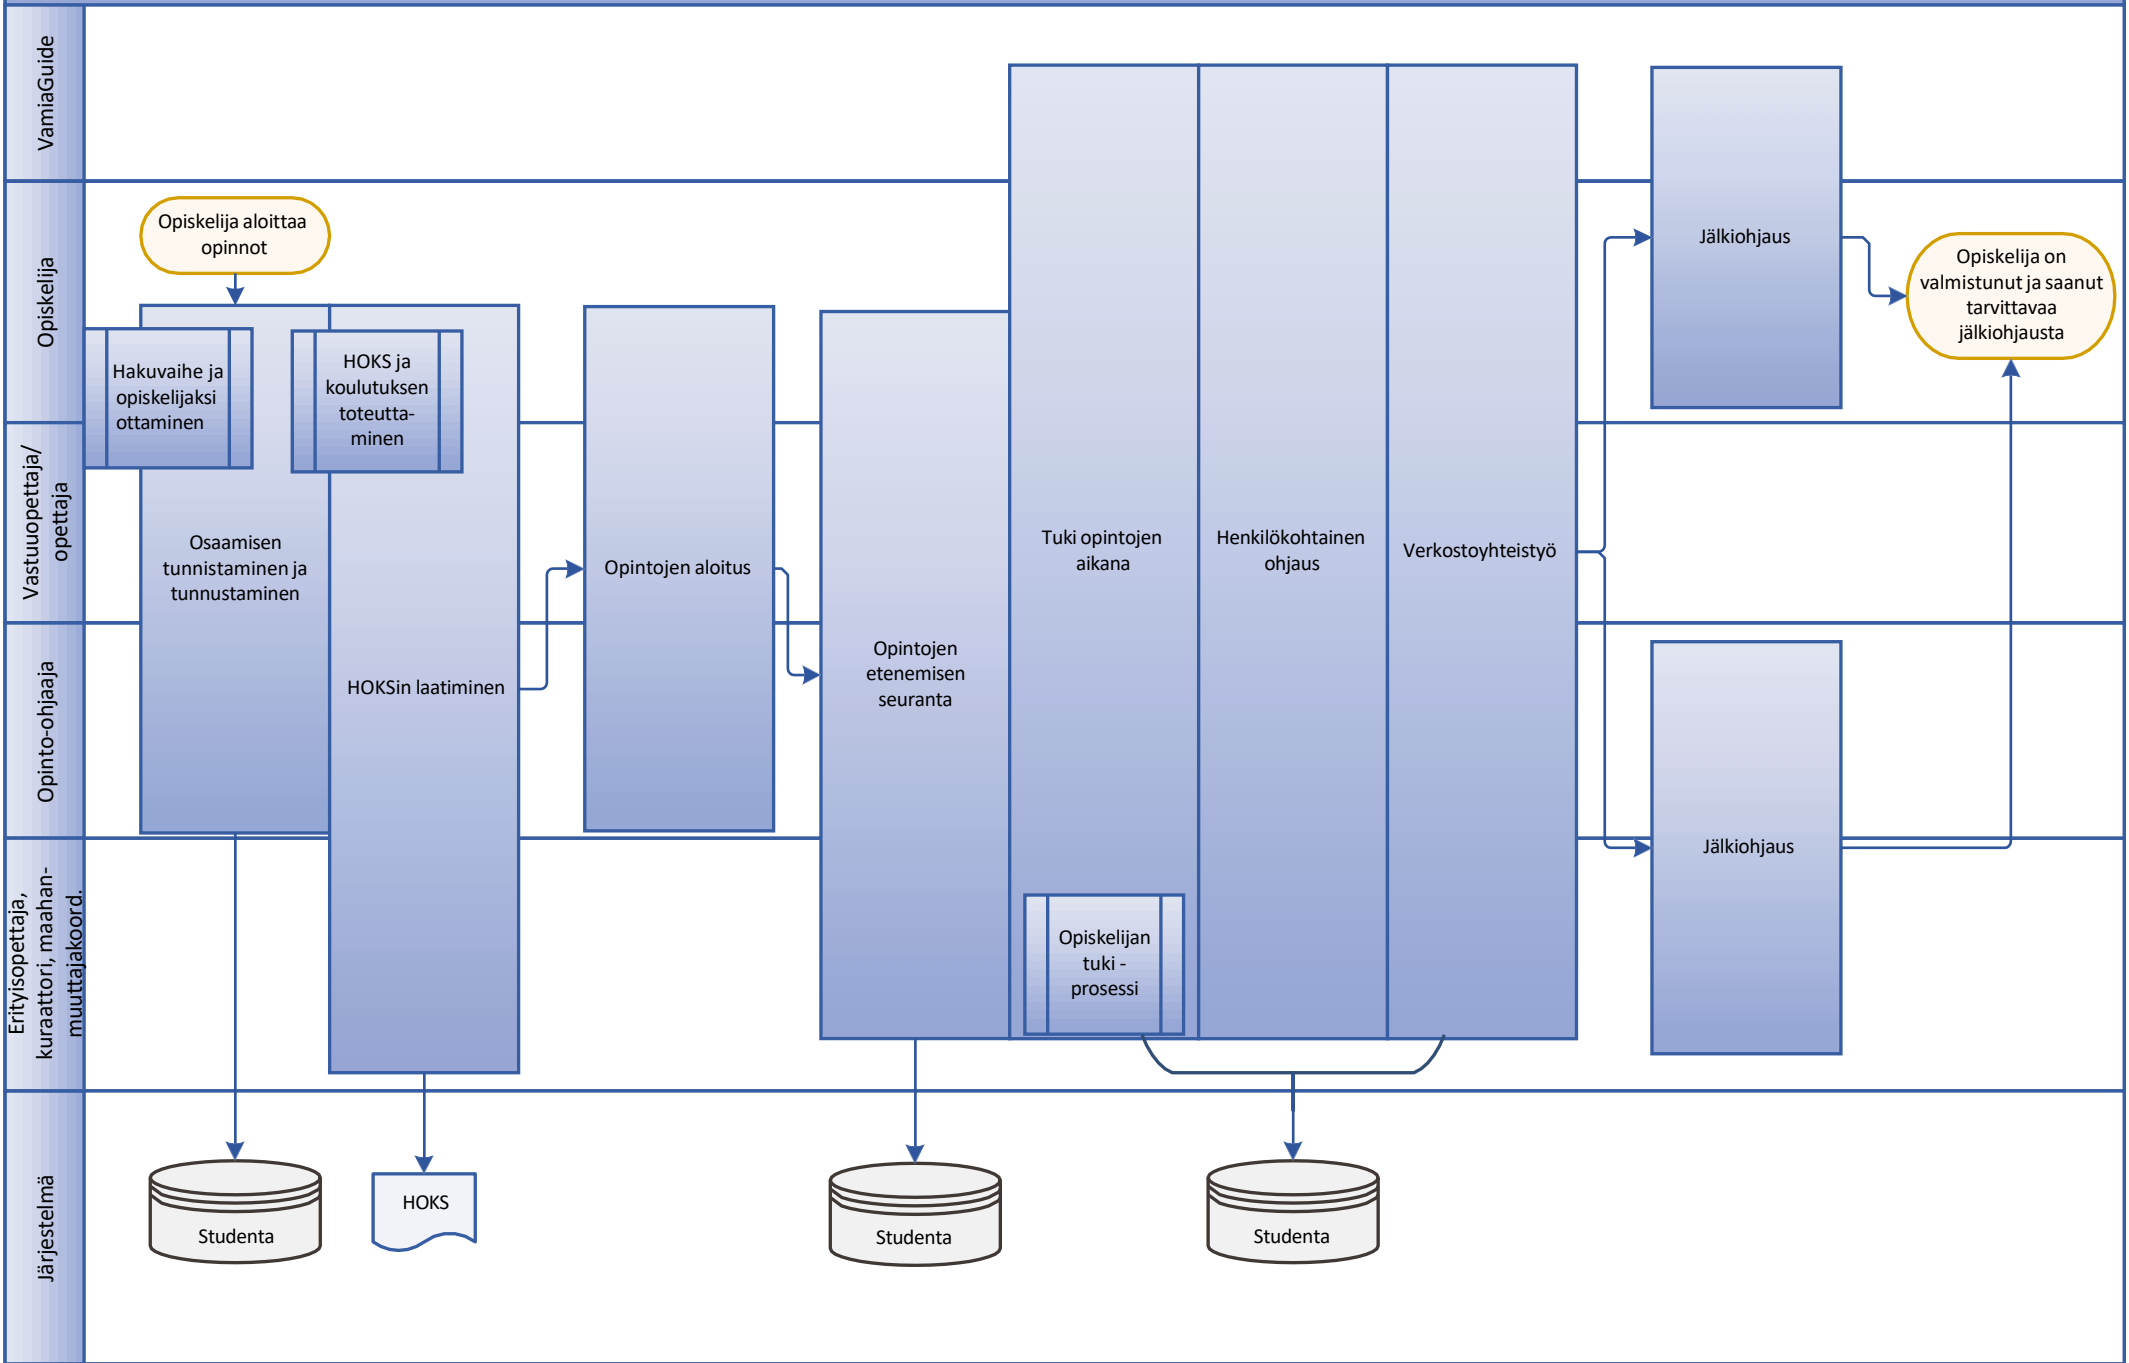 VamiaGuide
Opiskelija
Vastuuopettaja/
opettaja
Opinto-ohjaaja
Erityisopettaja,
kuraattori, maahan-
muuttajakoord.
Järjestelmä
Opiskelija aloittaa
opinnot
Hakuvaihe ja
opiskelijaksi
ottaminen
HOKS ja
koulutuksen
toteutta-
minen
Osaamisen
tunnistaminen ja
tunnustaminen
HOKSin laatiminen
Opintojen aloitus
Opintojen
etenemisen
seuranta
Tuki opintojen
aikana
Henkilökohtainen
ohjaus
Verkostoyhteistyö
Opiskelijan
tuki -
prosessi
Jälkiohjaus
Opiskelija on
valmistunut ja saanut
tarvittavaa
jälkiohjausta
Jälkiohjaus
Studenta
HOKS
Studenta
Studenta